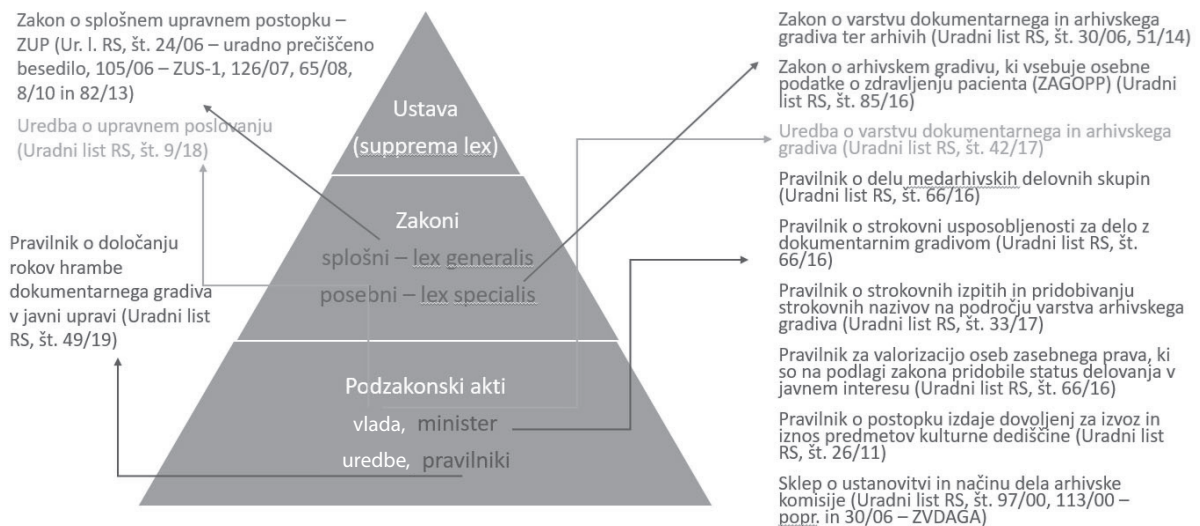 Zakon o splošnem upravnem postopku –
ZUP (Ur. l. RS, št. 24/06 – uradno prečiščeno
besedilo, 105/06 – ZUS-1, 126/07, 65/08,
8/10 in 82/13)
Uredba o upravnem poslovanju
(Uradni list RS, št. 9/18)
Pravilnik o določanju
rokov hrambe
dokumentarnega gradiva
v javni upravi (Uradni list
RS, št. 49/19)
Ustava
(supprema lex)
Zakoni
splošni – lex generalis
posebni – lex specialis
Podzakonski akti
vlada, minister
uredbe, pravilniki
Zakon o varstvu dokumentarnega in arhivskega
gradiva ter arhivih (Uradni list RS, št. 30/06, 51/14)
Zakon o arhivskem gradivu, ki vsebuje osebne
podatke o zdravljenju pacienta (ZAGOPP) (Uradni
list RS, št. 85/16)
Uredba o varstvu dokumentarnega in arhivskega
gradiva (Uradni list RS, št. 42/17)
Pravilnik o delu medarhivskih delovnih skupin
(Uradni list RS, št. 66/16)
Pravilnik o strokovni usposobljenosti za delo z
dokumentarnim gradivom (Uradni list RS, št.
66/16)
Pravilnik o strokovnih izpitih in pridobivanju
strokovnih nazivov na področju varstva arhivskega
gradiva (Uradni list RS, št. 33/17)
Pravilnik za valorizacijo oseb zasebnega prava, ki
so na podlagi zakona pridobile status delovanja v
javnem interesu (Uradni list RS, št. 66/16)
Pravilnik o postopku izdaje dovoljenj za izvoz in
iznos predmetov kulturne dediščine (Uradni list
RS, št. 26/11)
Sklep o ustanovitvi in načinu dela arhivske
komisije (Uradni list RS, št. 97/00, 113/00 –
popr. in 30/06 – ZVDAGA)